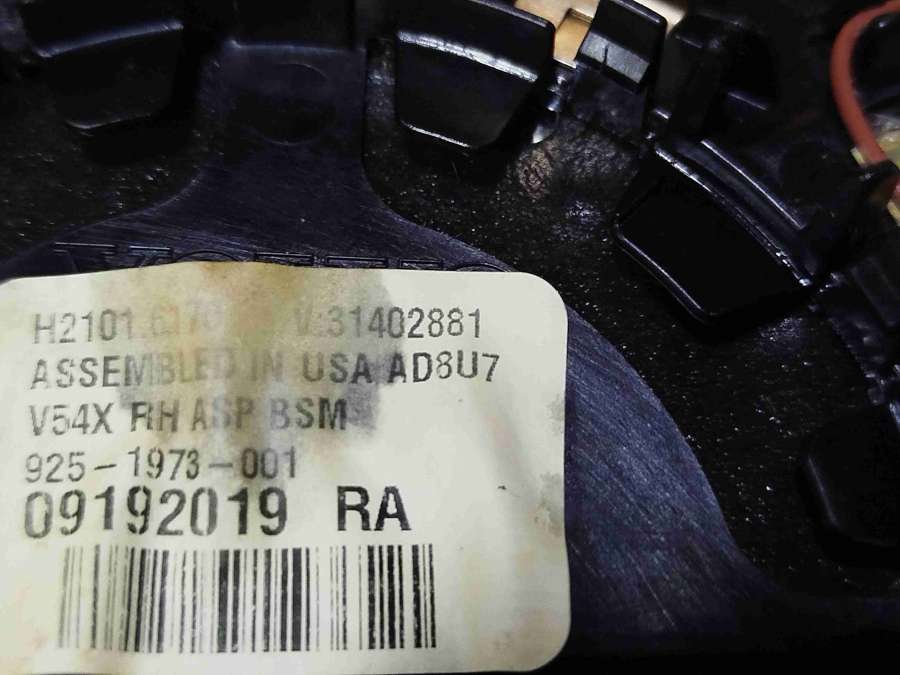 H2101 V:31402881
ASSEMBLED IN USA AD8U7
V54X RH ASP BSM
925-1973-001
09192019 RA